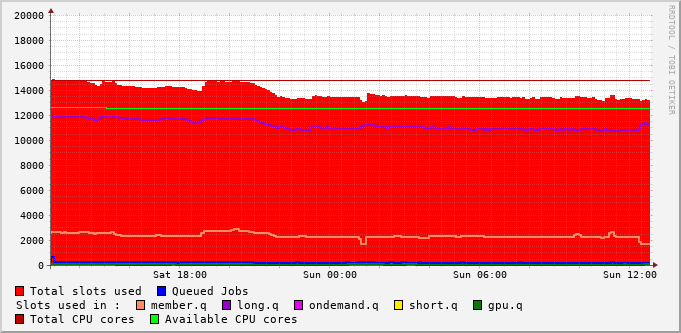 20000
18000
16000
14000
12000
10000
8000
6000
4000
2000
0
Sat 18:00 Sun 00:00 Sun 06:00 Sun 12:00
Total slots used Queued Jobs
Slots used in : member.q long.q ondemand.q short.q gpu.q
Total CPU cores Available CPU cores
RRDTOOL / TOBI OETIKER